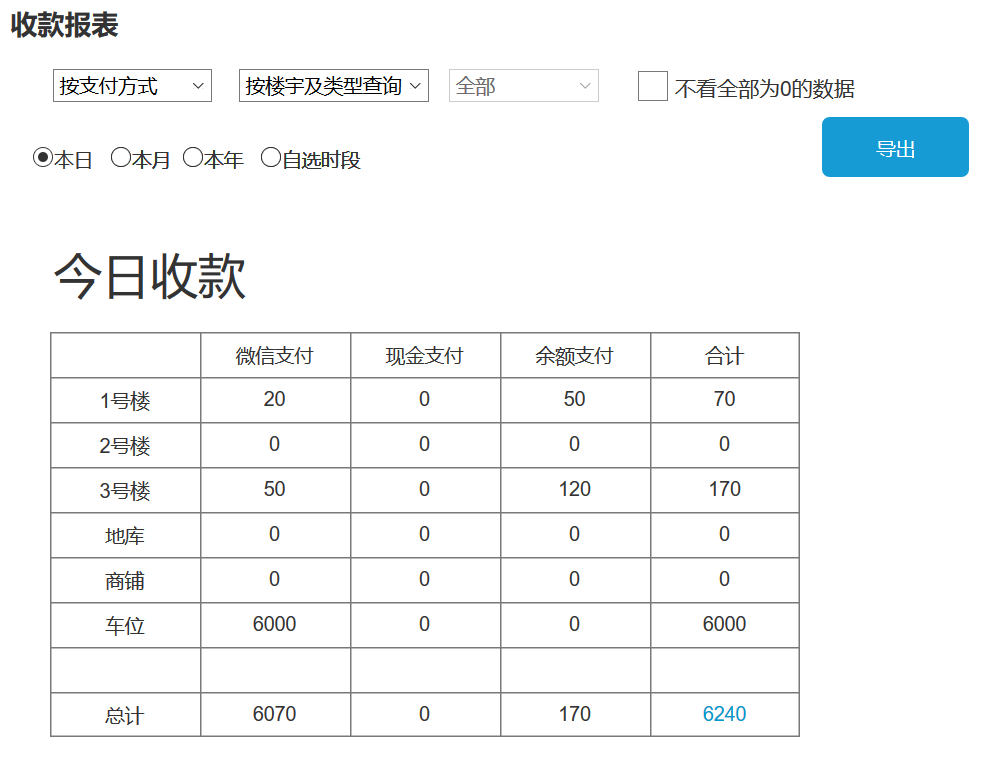 收款报表
按支付方式 按楼宇及类型查询 全部 不看全部为0的数据
本日 本月 本年 自选时段 导出
今日收款
微信支付 现金支付 余额支付 合计
1号楼 20 0 50 70
2号楼 0 0 0 0
3号楼 50 0 120 170
地库 0 0 0 0
商铺 0 0 0 0
车位 6000 0 0 6000
总计 6070 0 170 6240